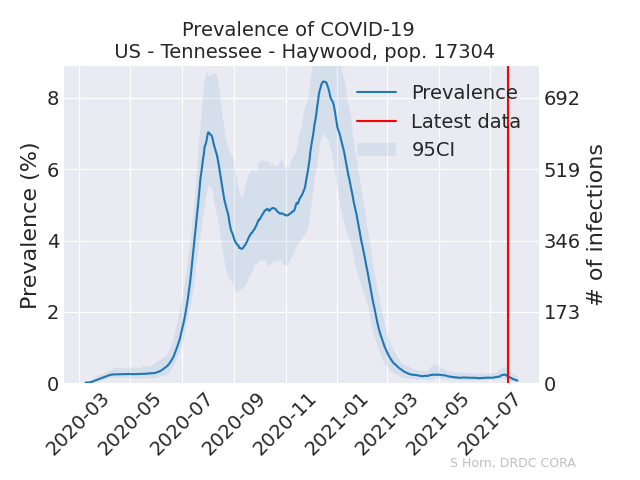 Prevalence of COVID-19
US - Tennessee - Haywood, pop. 17304
Prevalence (%)
8
6
4
2
0
Prevalence
Latest data
95CI
692
519
346
173
0
# of infections
2020-03
2020-05
2020-07
2020-09
2020-11
2021-01
2021-03
2021-05
2021-07
S Horn, DRDC CORA